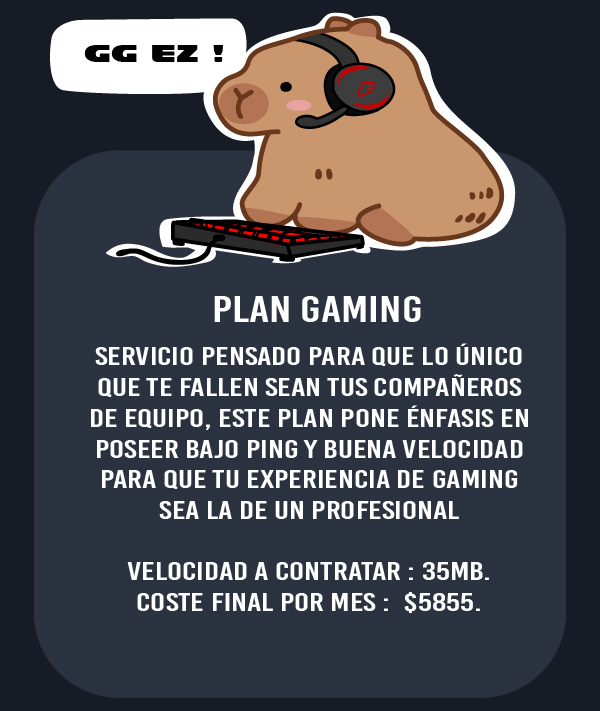 GG EZ !
PLAN GAMING
SERVICIO PENSADO PARA QUE LO ÚNICO
QUE TE FALLEN SEAN TUS COMPAÑEROS
DE EQUIPO, ESTE PLAN PONE ÉNFASIS EN
POSEER BAJO PING Y BUENA VELOCIDAD
PARA QUE TU EXPERIENCIA DE GAMING
SEA LA DE UN PROFESIONAL
VELOCIDAD A CONTRATAR : 35MB.
COSTE FINAL POR MES :  $5855.